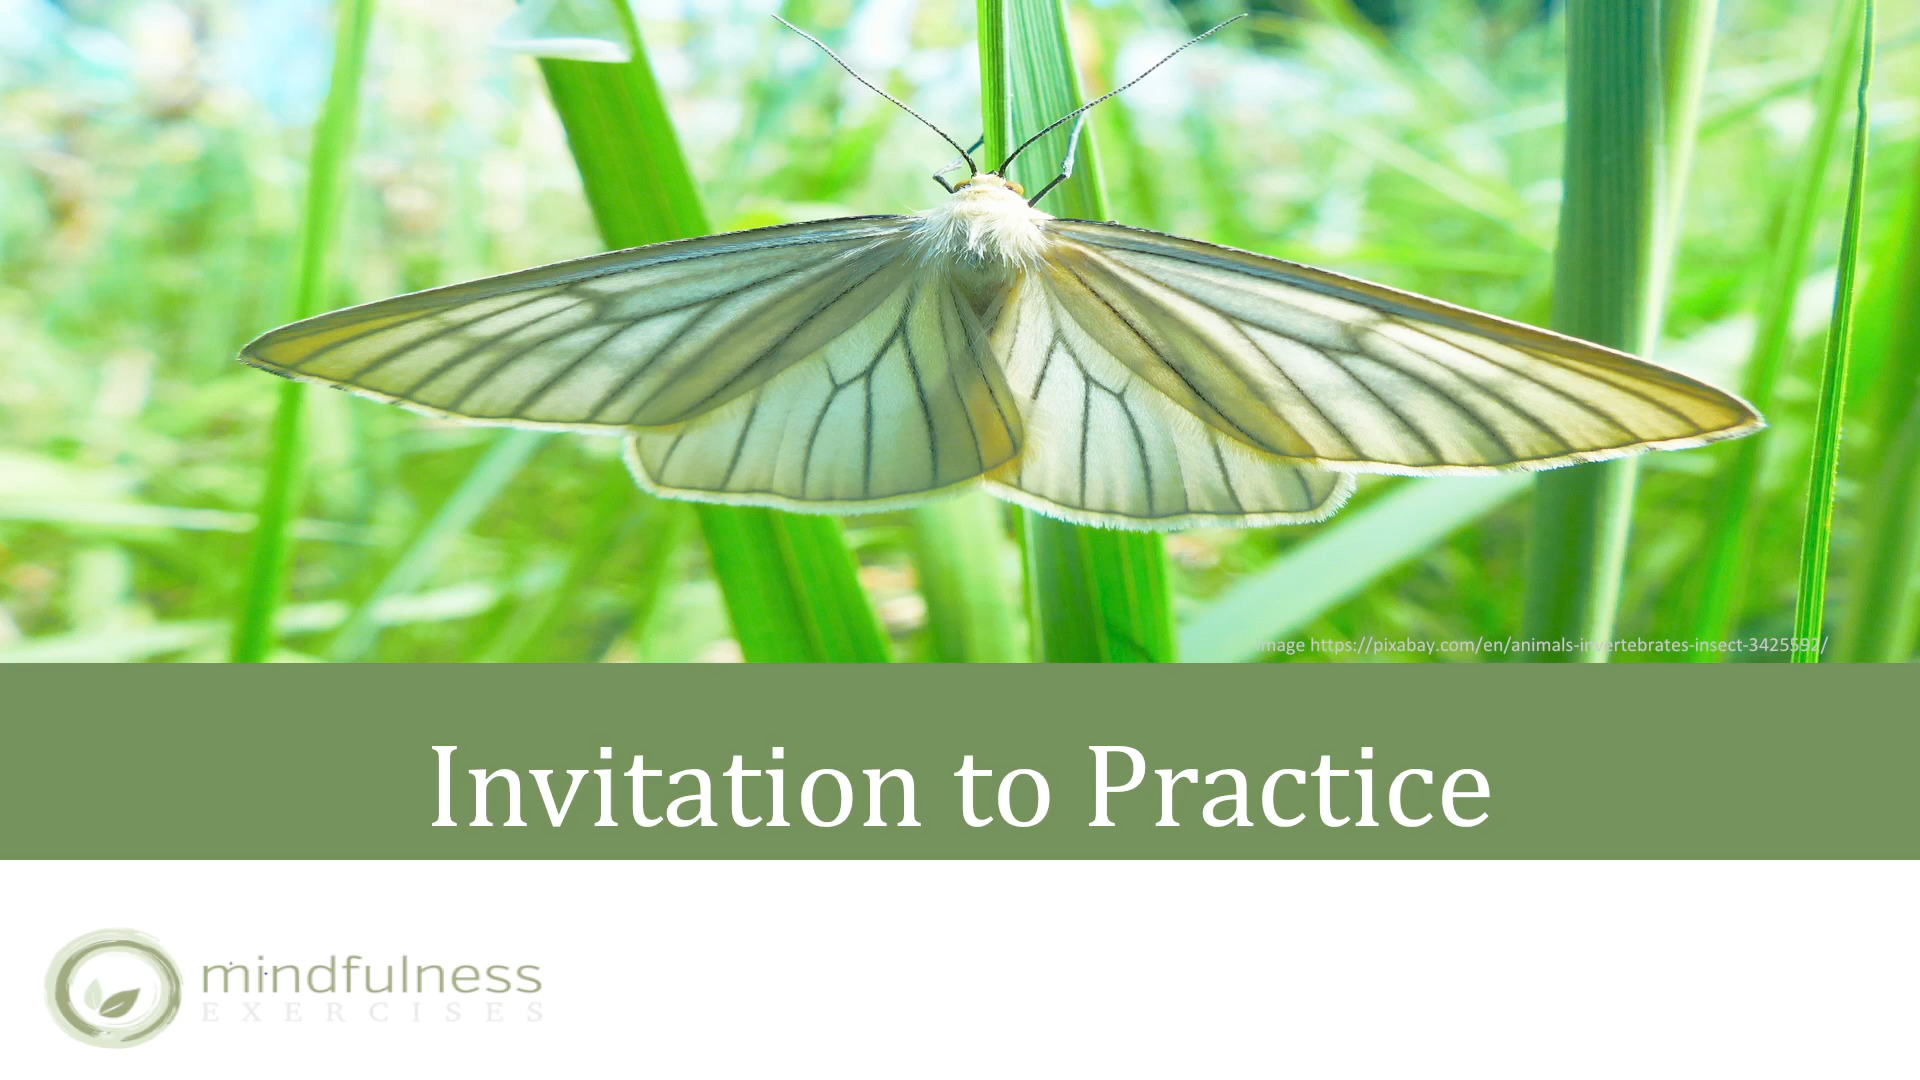 Image https://pixabay.com/en/animals-invertebrates-insect-3425592/
Invitation to Practice
mindfulness
EXERCISES